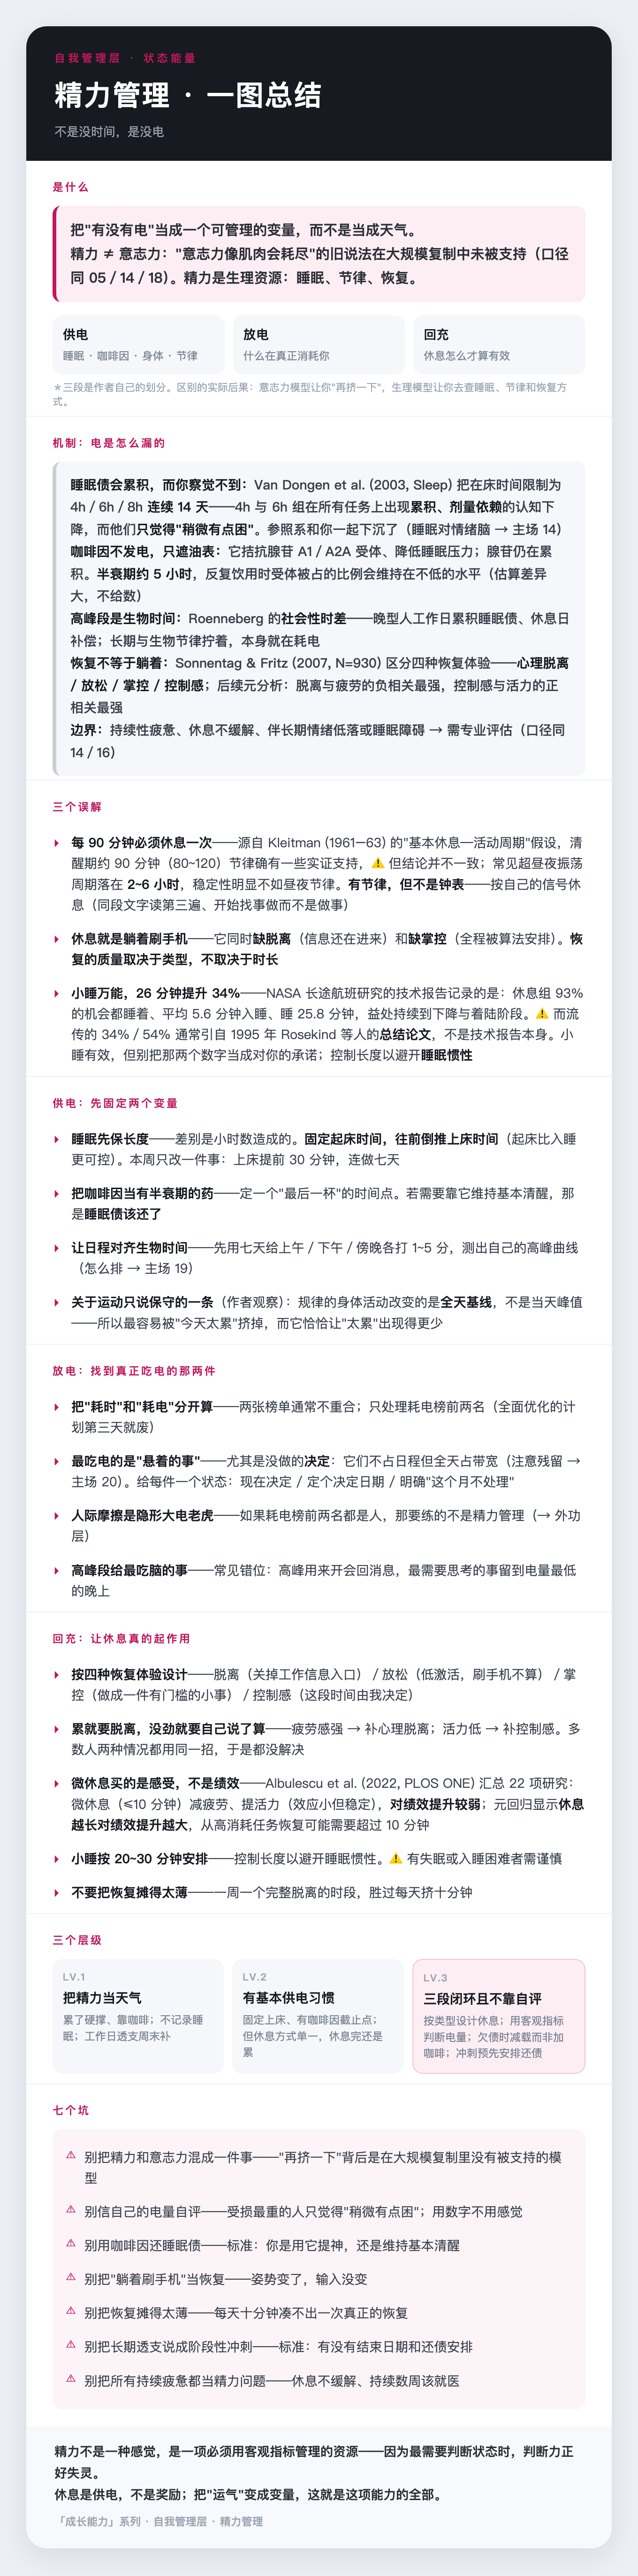 自我管理层 · 状态能量
精力管理 · 一图总结
不是没时间，是没电
是什么
把"有没有电"当成一个可管理的变量，而不是当成天气。
精力 ≠ 意志力："意志力像肌肉会耗尽"的旧说法在大规模复制中未被支持（口径
同 05 / 14 / 18）。精力是生理资源：睡眠、节律、恢复。
供电
睡眠 · 咖啡因 · 身体 · 节律
放电
什么在真正消耗你
回充
休息怎么才算有效
＊三段是作者自己的划分。区别的实际后果：意志力模型让你"再挤一下"，生理模型让你去查睡眠、节律和恢复方
式。
机制：电是怎么漏的
睡眠债会累积，而你察觉不到：Van Dongen et al. (2003, Sleep) 把在床时间限制为
4h / 6h / 8h 连续 14 天——4h 与 6h 组在所有任务上出现累积、剂量依赖的认知下
降，而他们只觉得"稍微有点困"。参照系和你一起下沉了（睡眠对情绪脑 → 主场 14）
咖啡因不发电，只遮油表：它拮抗腺苷 A1 / A2A 受体、降低睡眠压力；腺苷仍在累
积。半衰期约 5 小时，反复饮用时受体被占的比例会维持在不低的水平（估算差异
大，不给数）
高峰段是生物时间：Roenneberg 的社会性时差——晚型人工作日累积睡眠债、休息日
补偿；长期与生物节律拧着，本身就在耗电
恢复不等于躺着：Sonnentag & Fritz (2007, N=930) 区分四种恢复体验——心理脱离
/ 放松 / 掌控 / 控制感；后续元分析：脱离与疲劳的负相关最强，控制感与活力的正
相关最强
边界：持续性疲惫、休息不缓解、伴长期情绪低落或睡眠障碍 → 需专业评估（口径同
14 / 16）
三个误解
每 90 分钟必须休息一次——源自 Kleitman (1961—63) 的"基本休息—活动周期"假设，清
醒期约 90 分钟（80~120）节律确有一些实证支持，⚠️ 但结论并不一致；常见超昼夜振荡
周期落在 2~6 小时，稳定性明显不如昼夜节律。有节律，但不是钟表——按自己的信号休
息（同段文字读第三遍、开始找事做而不是做事）
休息就是躺着刷手机——它同时缺脱离（信息还在进来）和缺掌控（全程被算法安排）。恢
复的质量取决于类型，不取决于时长
小睡万能，26 分钟提升 34%——NASA 长途航班研究的技术报告记录的是：休息组 93%
的机会都睡着、平均 5.6 分钟入睡、睡 25.8 分钟，益处持续到下降与着陆阶段。⚠️ 而流
传的 34% / 54% 通常引自 1995 年 Rosekind 等人的总结论文，不是技术报告本身。小
睡有效，但别把那两个数字当成对你的承诺；控制长度以避开睡眠惯性
供电：先固定两个变量
睡眠先保长度——差别是小时数造成的。固定起床时间，往前倒推上床时间（起床比入睡
更可控）。本周只改一件事：上床提前 30 分钟，连做七天
把咖啡因当有半衰期的药——定一个"最后一杯"的时间点。若需要靠它维持基本清醒，那
是睡眠债该还了
让日程对齐生物时间——先用七天给上午 / 下午 / 傍晚各打 1~5 分，测出自己的高峰曲线
（怎么排 → 主场 19）
关于运动只说保守的一条（作者观察）：规律的身体活动改变的是全天基线，不是当天峰值
——所以最容易被"今天太累"挤掉，而它恰恰让"太累"出现得更少
放电：找到真正吃电的那两件
把"耗时"和"耗电"分开算——两张榜单通常不重合；只处理耗电榜前两名（全面优化的计
划第三天就废）
最吃电的是"悬着的事"——尤其是没做的决定：它们不占日程但全天占带宽（注意残留 →
主场 20）。给每件一个状态：现在决定 / 定个决定日期 / 明确"这个月不处理"
人际摩擦是隐形大电老虎——如果耗电榜前两名都是人，那要练的不是精力管理（→ 外功
层）
高峰段给最吃脑的事——常见错位：高峰用来开会回消息，最需要思考的事留到电量最低
的晚上
回充：让休息真的起作用
按四种恢复体验设计——脱离（关掉工作信息入口） / 放松（低激活，刷手机不算） / 掌
控（做成一件有门槛的小事） / 控制感（这段时间由我决定）
累就要脱离，没劲就要自己说了算——疲劳感强 → 补心理脱离；活力低 → 补控制感。多
数人两种情况都用同一招，于是都没解决
微休息买的是感受，不是绩效——Albulescu et al. (2022, PLOS ONE) 汇总 22 项研究：
微休息（≤10 分钟）减疲劳、提活力（效应小但稳定），对绩效提升较弱；元回归显示休息
越长对绩效提升越大，从高消耗任务恢复可能需要超过 10 分钟
小睡按 20~30 分钟安排——控制长度以避开睡眠惯性。⚠️ 有失眠或入睡困难者需谨慎
不要把恢复摊得太薄——一周一个完整脱离的时段，胜过每天挤十分钟
三个层级
LV.1
把精力当天气
累了硬撑、靠咖啡；不记录睡
眠；工作日透支周末补
LV.2
有基本供电习惯
固定上床、有咖啡因截止点；
但休息方式单一，休息完还是
累
LV.3
三段闭环且不靠自评
按类型设计休息；用客观指标
判断电量；欠债时减载而非加
咖啡；冲刺预先安排还债
七个坑
⚠ 别把精力和意志力混成一件事——"再挤一下"背后是在大规模复制里没有被支持的模
型
⚠ 别信自己的电量自评——受损最重的人只觉得"稍微有点困"；用数字不用感觉
⚠ 别用咖啡因还睡眠债——标准：你是用它提神，还是维持基本清醒
⚠ 别把"躺着刷手机"当恢复——姿势变了，输入没变
⚠ 别把恢复摊得太薄——每天十分钟凑不出一次真正的恢复
⚠ 别把长期透支说成阶段性冲刺——标准：有没有结束日期和还债安排
⚠ 别把所有持续疲惫都当精力问题——休息不缓解、持续数周该就医
精力不是一种感觉，是一项必须用客观指标管理的资源——因为最需要判断状态时，判断力正
好失灵。
休息是供电，不是奖励；把"运气"变成变量，这就是这项能力的全部。
「成长能力」系列 · 自我管理层 · 精力管理